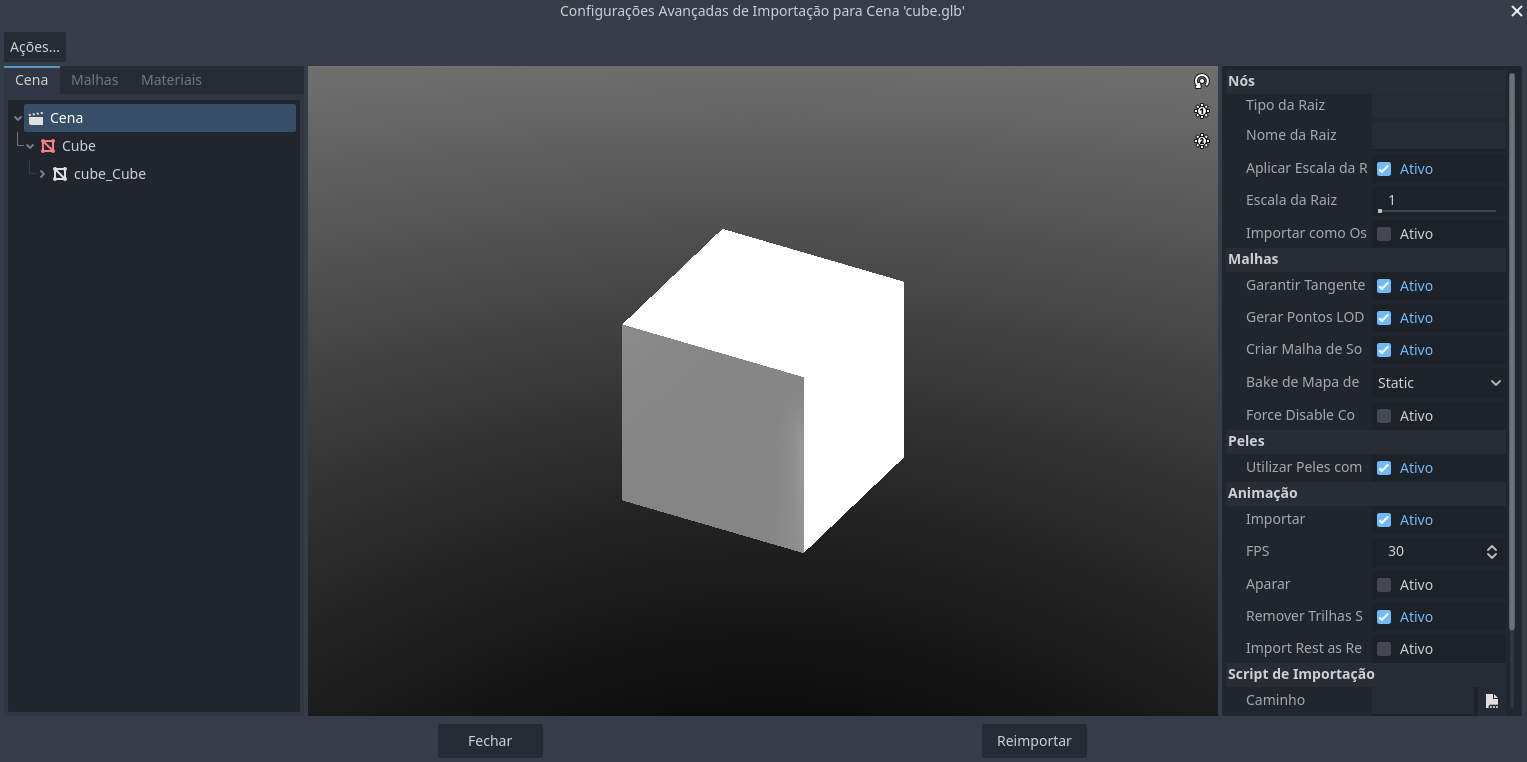 Configurações Avançadas de Importação para Cena 'cube.glb'
Ações...
Cena Malhas Materiais
Cena
Cube
cube_Cube
1
2
Nós
Tipo da Raiz
Nome da Raiz
Aplicar Escala da R Ativo
Escala da Raiz 1
Importar como Os Ativo
Malhas
Garantir Tangente Ativo
Gerar Pontos LOD Ativo
Criar Malha de So Ativo
Bake de Mapa de Static
Force Disable Co Ativo
Peles
Utilizar Peles com Ativo
Animação
Importar Ativo
FPS 30
Aparar Ativo
Remover Trilhas S Ativo
Import Rest as Re Ativo
Script de Importação
Caminho
Fechar Reimportar